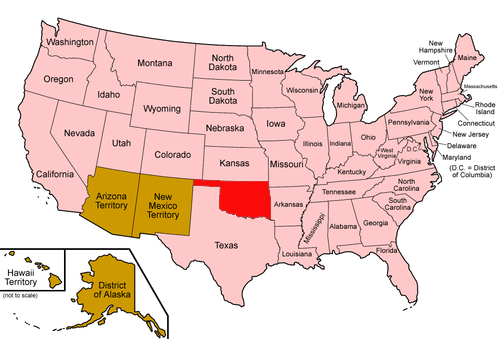 Washington
Oregon
California
Nevada
Idaho
Montana
Wyoming
Utah
Colorado
Arizona
Territory
New
Mexico
Territory
North
Dakota
South
Dakota
Nebraska
Kansas
Texas
Minnesota
Iowa
Missouri
Arkansas
Louisiana
Wisconsin
Illinois
Michigan
Indiana
Ohio
Kentucky
Tennessee
Mississippi
Alabama
Georgia
Florida
South
Carolina
North
Carolina
Virginia
West
Virginia
D.C.
Pennsylvania
New
York
Vermont
New
Hampshire
Maine
Massachusetts
Rhode
Island
Connecticut
New Jersey
Delaware
Maryland
(D.C. = District
of Columbia)
Hawaii
Territory
(not to scale)
District
of Alaska